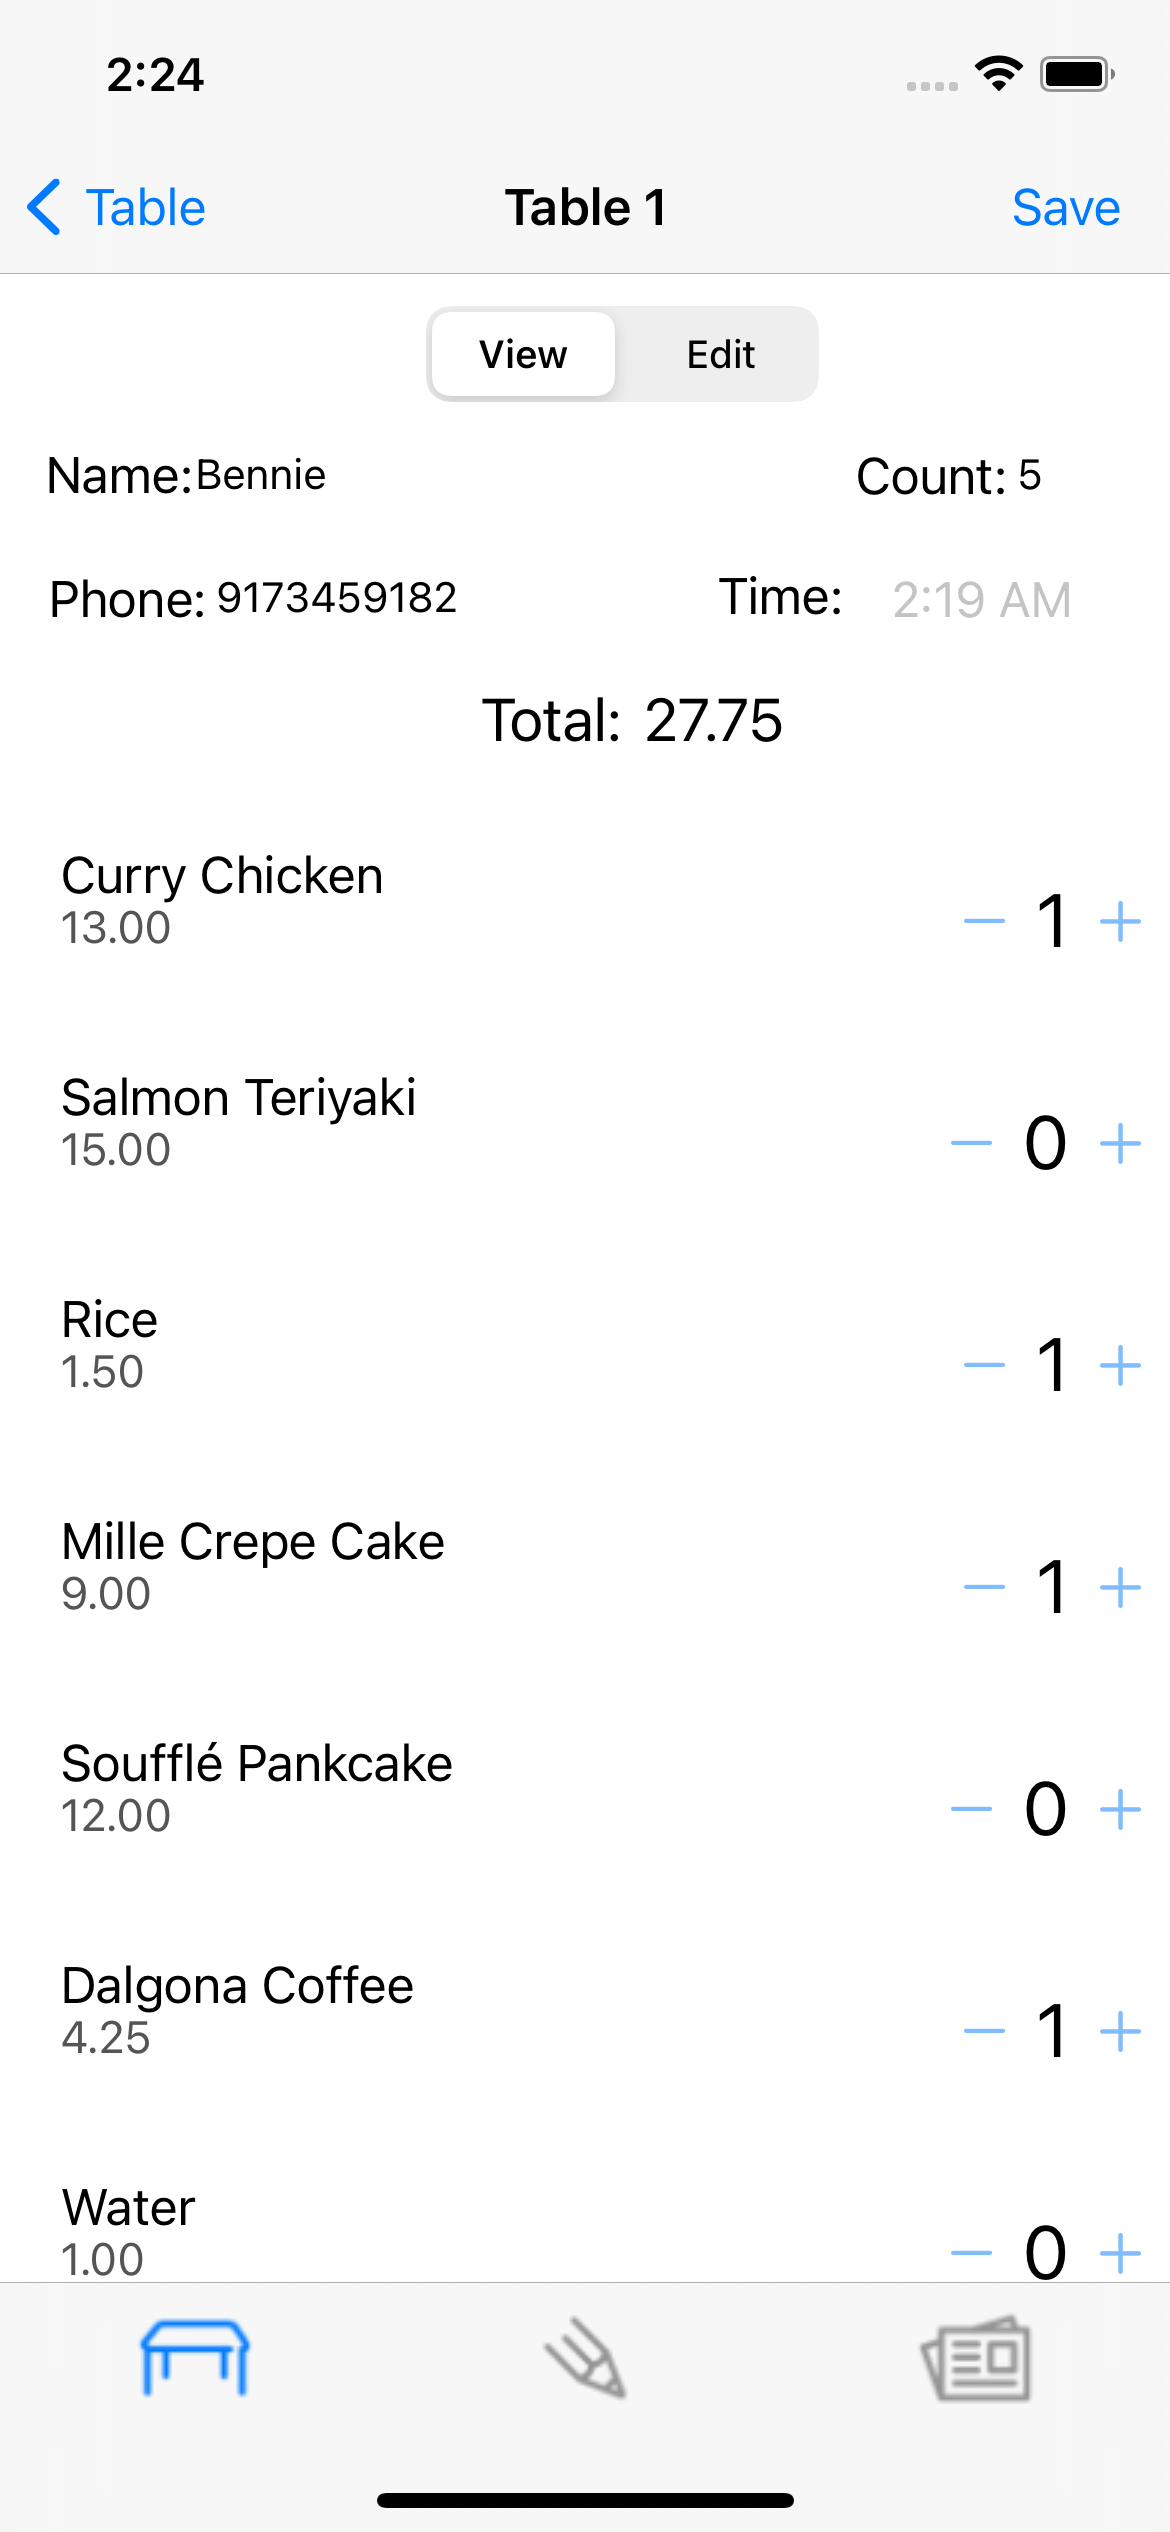 2:24
Table
Table 1
Save
View
Edit
Name: Bennie
Count: 5
Phone: 9173459182
Time: 2:19 AM
Total: 27.75
Curry Chicken
13.00
1
Salmon Teriyaki
15.00
0
Rice
1.50
1
Mille Crepe Cake
9.00
1
Soufflé Pankcake
12.00
0
Dalgona Coffee
4.25
1
Water
1.00
0